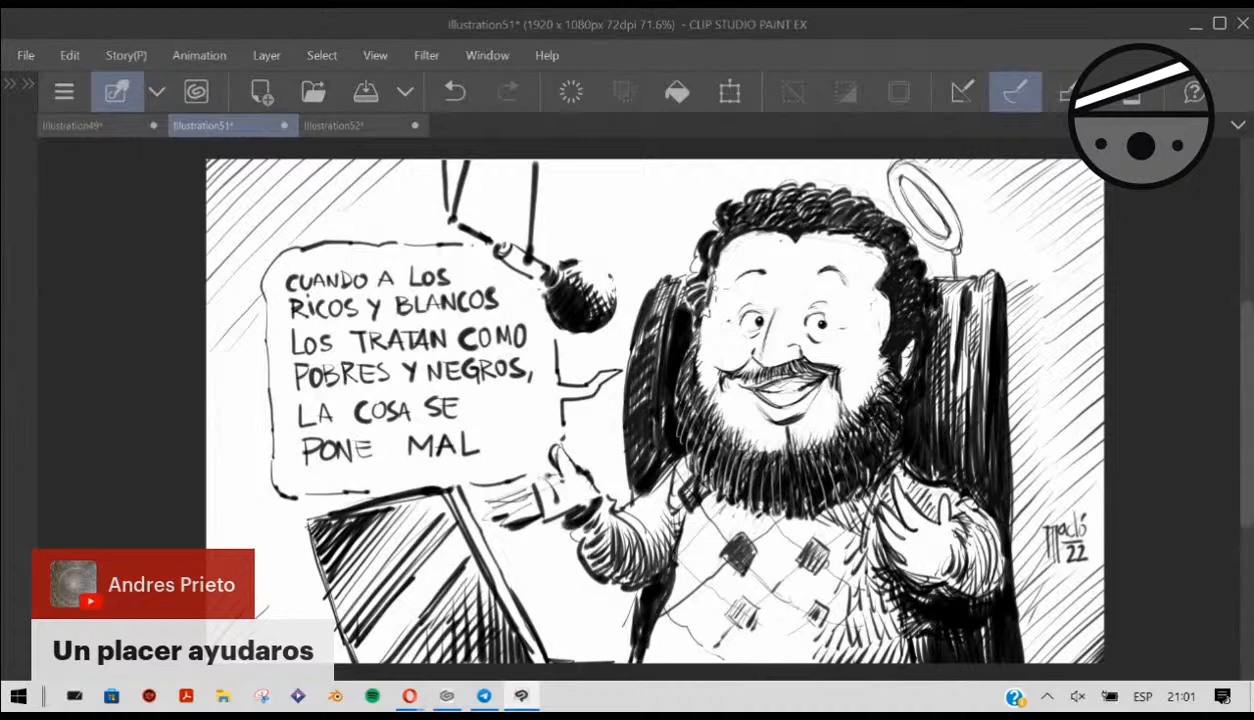 Illustration51* (1920 x 1080px 72dpi 71.6%) - CLIP STUDIO PAINT EX
File Edit Story(P) Animation Layer Select View Filter Window Help
Illustration49* Illustration51* Illustration52*
CUANDO A LOS
RICOS Y BLANCOS
LOS TRATAN COMO
POBRES Y NEGROS,
LA COSA SE
PONE MAL
Macló
22
Andres Prieto
Un placer ayudaros
ESP 21:01